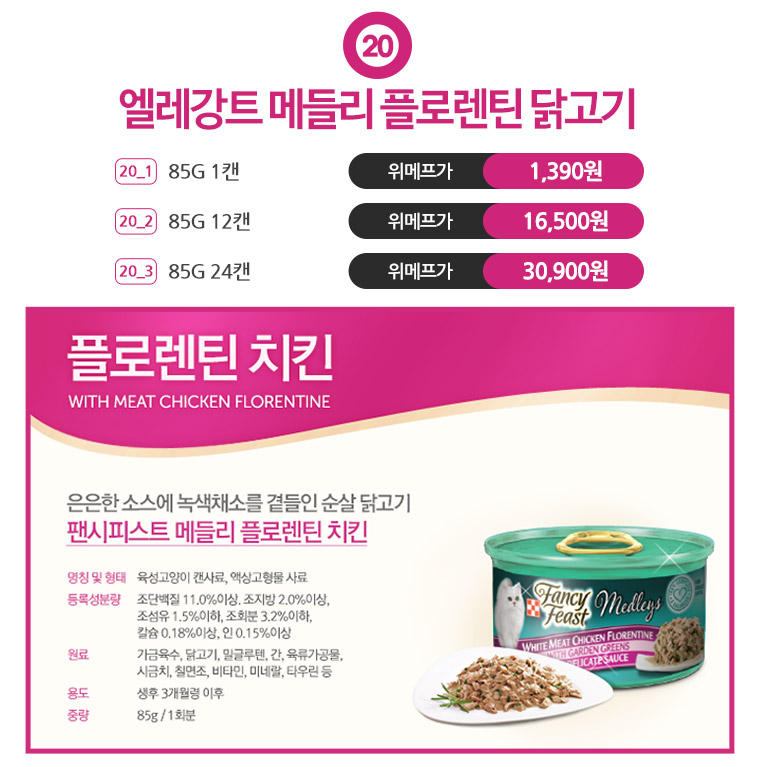 20
엘레강트 메들리 플로렌틴 닭고기
20_1 85G 1캔 위메프가 1,390원
20_2 85G 12캔 위메프가 16,500원
20_3 85G 24캔 위메프가 30,900원
플로렌틴 치킨
WITH MEAT CHICKEN FLORENTINE
은은한 소스에 녹색채소를 곁들인 순살 닭고기
팬시피스트 메들리 플로렌틴 치킨
명칭 및 형태 육성고양이 캔사료, 액상고형물 사료
등록성분량 조단백질 11.0%이상, 조지방 2.0%이상,
조섬유 1.5%이하, 조회분 3.2%이하,
칼슘 0.18%이상, 인 0.15%이상
원료 가금육수, 닭고기, 밀글루텐, 간, 육류가공물,
시금치, 칠면조, 비타민, 미네랄, 타우린 등
용도 생후 3개월령 이후
중량 85g / 1회분
Fancy Feast Medleys
WHITE MEAT CHICKEN FLORENTINE
WITH GARDEN GREENS
DELICATE SAUCE